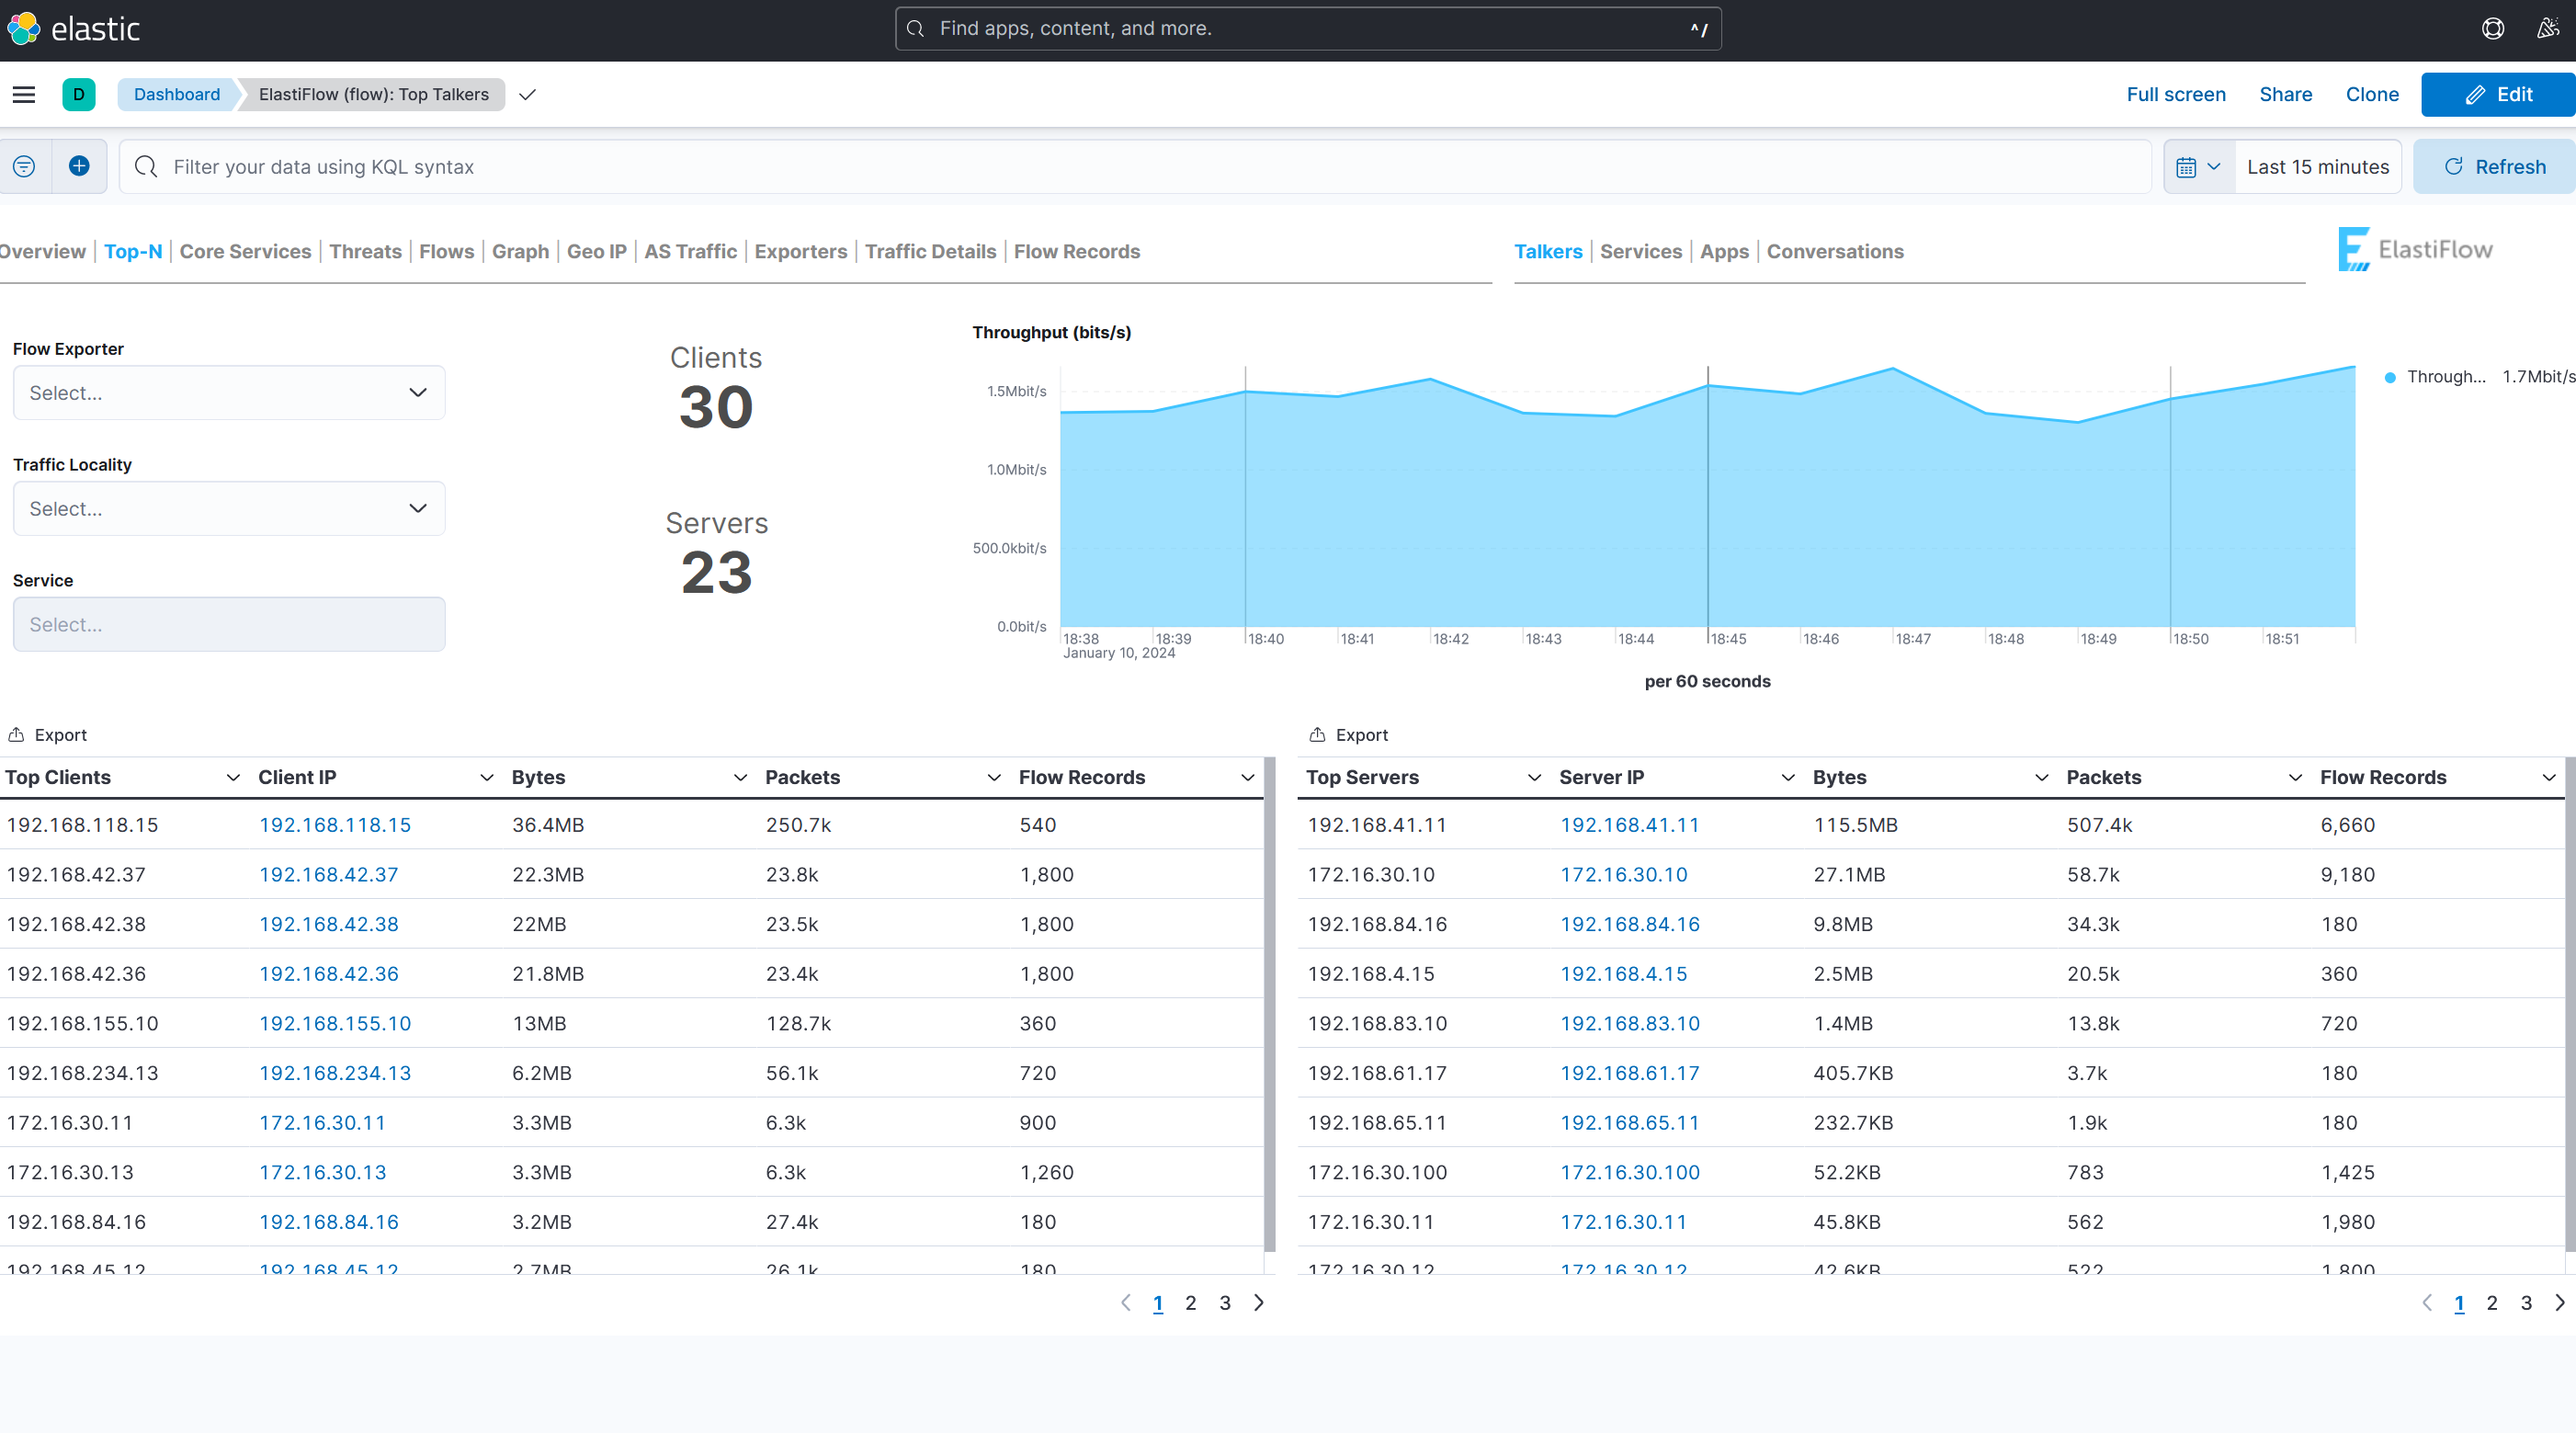 elastic
Find apps, content, and more.
^/
D
Dashboard
ElastiFlow (flow): Top Talkers
Full screen
Share
Clone
Edit
Filter your data using KQL syntax
Last 15 minutes
Refresh
Overview | Top-N | Core Services | Threats | Flows | Graph | Geo IP | AS Traffic | Exporters | Traffic Details | Flow Records
Talkers | Services | Apps | Conversations
ElastiFlow
Flow Exporter
Select...
Traffic Locality
Select...
Service
Select...
Clients
30
Servers
23
Throughput (bits/s)
1.5Mbit/s
1.0Mbit/s
500.0kbit/s
0.0bit/s
18:38 18:39 18:40 18:41 18:42 18:43 18:44 18:45 18:46 18:47 18:48 18:49 18:50 18:51
January 10, 2024
per 60 seconds
Through... 1.7Mbit/s
Export
Top Clients Client IP Bytes Packets Flow Records
192.168.118.15 192.168.118.15 36.4MB 250.7k 540
192.168.42.37 192.168.42.37 22.3MB 23.8k 1,800
192.168.42.38 192.168.42.38 22MB 23.5k 1,800
192.168.42.36 192.168.42.36 21.8MB 23.4k 1,800
192.168.155.10 192.168.155.10 13MB 128.7k 360
192.168.234.13 192.168.234.13 6.2MB 56.1k 720
172.16.30.11 172.16.30.11 3.3MB 6.3k 900
172.16.30.13 172.16.30.13 3.3MB 6.3k 1,260
192.168.84.16 192.168.84.16 3.2MB 27.4k 180
192.168.45.12 192.168.45.12 2.7MB 26.1k 180
1 2 3
Export
Top Servers Server IP Bytes Packets Flow Records
192.168.41.11 192.168.41.11 115.5MB 507.4k 6,660
172.16.30.10 172.16.30.10 27.1MB 58.7k 9,180
192.168.84.16 192.168.84.16 9.8MB 34.3k 180
192.168.4.15 192.168.4.15 2.5MB 20.5k 360
192.168.83.10 192.168.83.10 1.4MB 13.8k 720
192.168.61.17 192.168.61.17 405.7KB 3.7k 180
192.168.65.11 192.168.65.11 232.7KB 1.9k 180
172.16.30.100 172.16.30.100 52.2KB 783 1,425
172.16.30.11 172.16.30.11 45.8KB 562 1,980
172.16.30.12 172.16.30.12 42.6KB 522 1,800
1 2 3